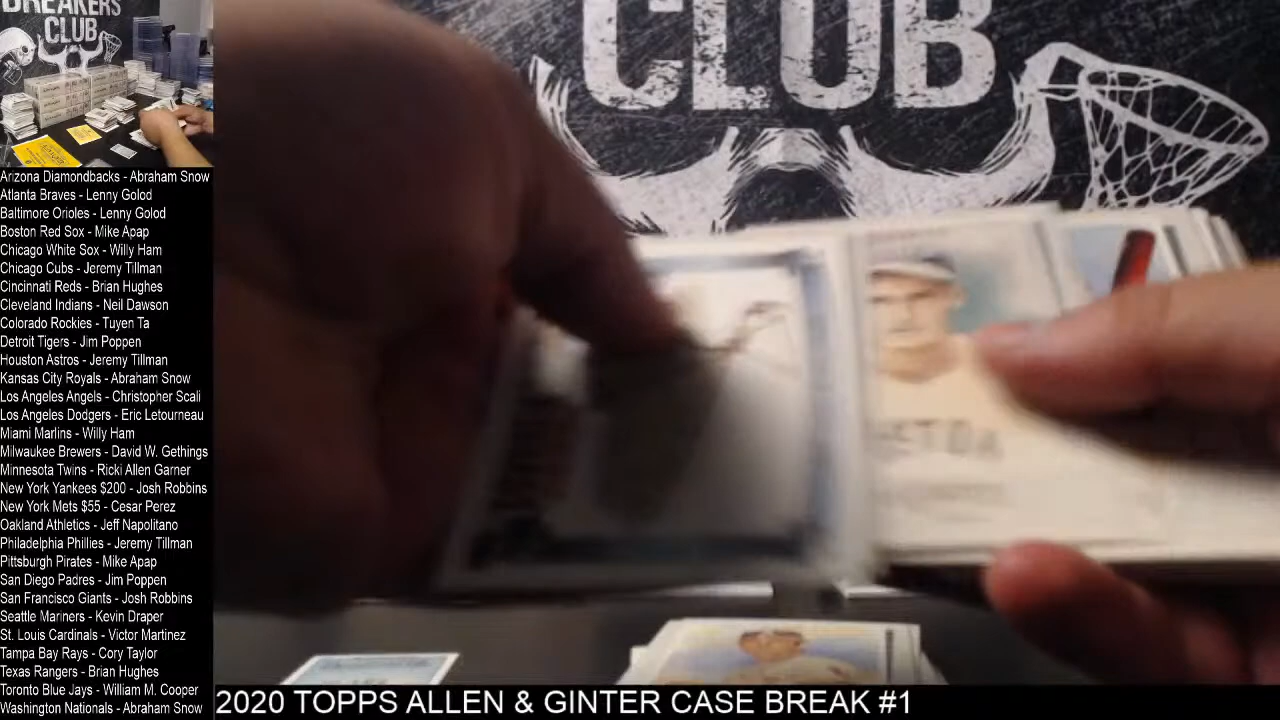 BREAKERS
CLUB
CLUB
Arizona Diamondbacks - Abraham Snow
Atlanta Braves - Lenny Golod
Baltimore Orioles - Lenny Golod
Boston Red Sox - Mike Apap
Chicago White Sox - Willy Ham
Chicago Cubs - Jeremy Tillman
Cincinnati Reds - Brian Hughes
Cleveland Indians - Neil Dawson
Colorado Rockies - Tuyen Ta
Detroit Tigers - Jim Poppen
Houston Astros - Jeremy Tillman
Kansas City Royals - Abraham Snow
Los Angeles Angels - Christopher Scali
Los Angeles Dodgers - Eric Letourneau
Miami Marlins - Willy Ham
Milwaukee Brewers - David W. Gethings
Minnesota Twins - Ricki Allen Garner
New York Yankees $200 - Josh Robbins
New York Mets $55 - Cesar Perez
Oakland Athletics - Jeff Napolitano
Philadelphia Phillies - Jeremy Tillman
Pittsburgh Pirates - Mike Apap
San Diego Padres - Jim Poppen
San Francisco Giants - Josh Robbins
Seattle Mariners - Kevin Draper
St. Louis Cardinals - Victor Martinez
Tampa Bay Rays - Cory Taylor
Texas Rangers - Brian Hughes
Toronto Blue Jays - William M. Cooper
Washington Nationals - Abraham Snow
2020 TOPPS ALLEN & GINTER CASE BREAK #1